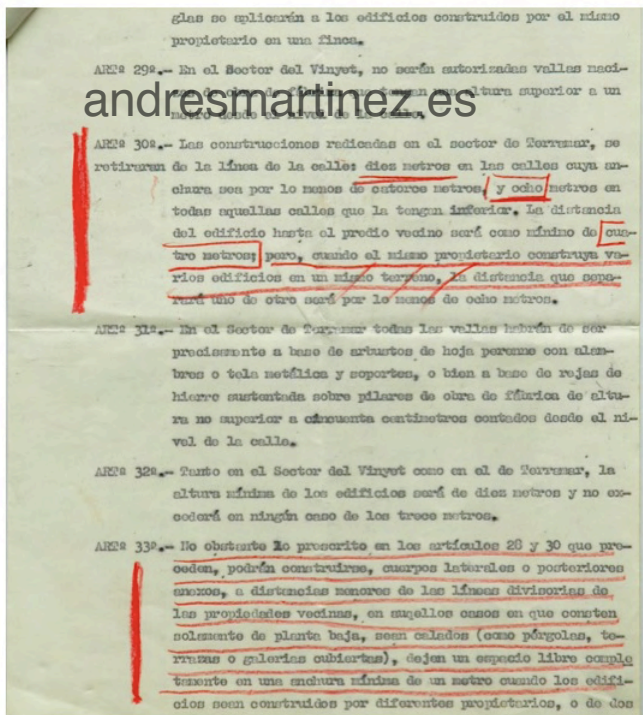 glas se aplicarán a los edificios construidos por el mismo
propietario en una finca.
ARTº 29º.- En el Sector del Vinyet, no serán autorizadas vallas maci-
altura superior a un
metro desde el nivel de la calle.
andresmartinez.es
ARTº 30º.- Las construcciones radicadas en el sector de Terramar, se
retiraran de la línea de la calle: diez metros en las calles cuya an-
chura sea por lo menos de catorce metros, y ocho metros en
todas aquellas calles que la tengan inferior. La distancia
del edificio hasta el predio vecino será como mínimo de cua-
tro metros; pero, cuando el mismo propietario construya va-
rios edificios en un mismo terreno, la distancia que sepa-
rará uno de otro será por lo menos de ocho metros.
ARTº 31º.- En el Sector de Terramar todas las vallas habrán de ser
precisamente a base de arbustos de hoja perenne con alam-
bres o tela metálica y soportes, o bien a base de rejas de
hierro sustentada sobre pilares de obra de fábrica de altu-
ra no superior a cincuenta centímetros contados desde el ni-
vel de la calle.
ARTº 32º.- Tanto en el Sector del Vinyet como en el de Terramar, la
altura mínima de los edificios será de diez metros y no ex-
cederá en ningún caso de los trece metros.
ARTº 33º.- No obstante lo prescrito en los artículos 28 y 30 que pre-
ceden, podrán construirse, cuerpos laterales o posteriores
anexos, a distancias menores de las líneas divisorias de
las propiedades vecinas, en aquellos casos en que consten
solamente de planta baja, sean calados (como pérgolas, te-
rrazas o galerias cubiertas), dejen un espacio libre comple
tamente en una anchura mínima de un metro cuando los edifi-
cios sean construidos por diferentes propietarios, o de dos